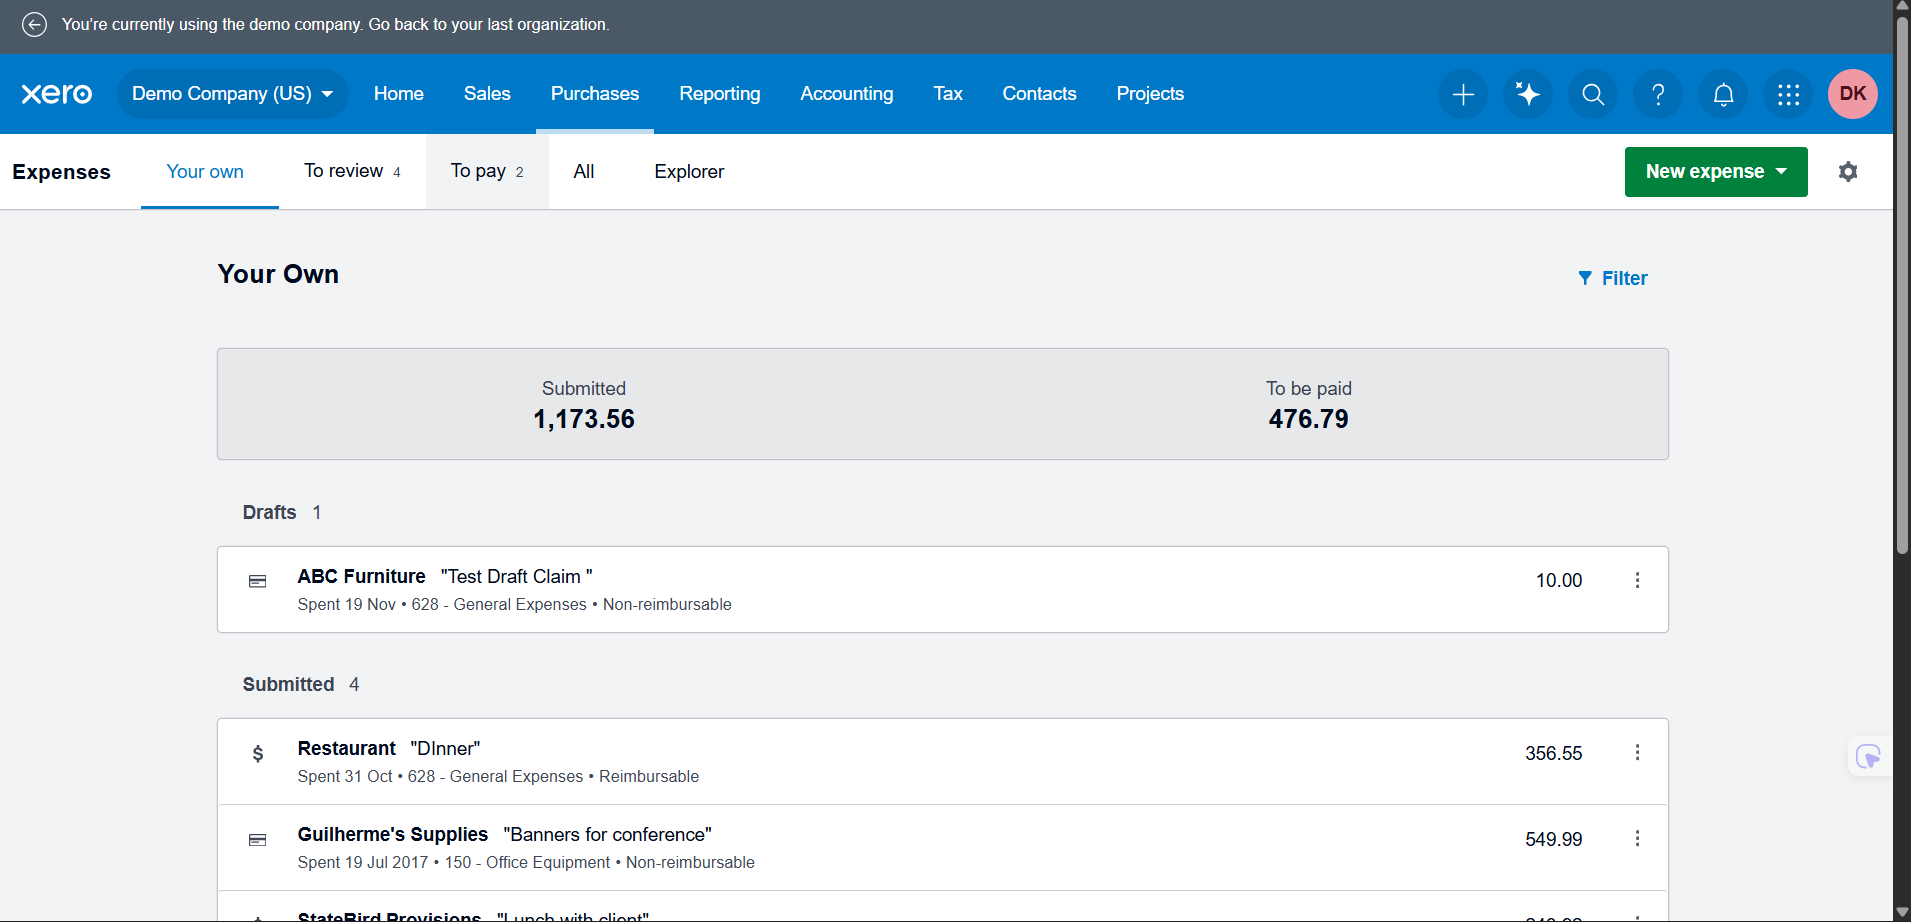 You're currently using the demo company. Go back to your last organization.
xero
Demo Company (US)
Home
Sales
Purchases
Reporting
Accounting
Tax
Contacts
Projects
?
DK
Expenses
Your own
To review 4
To pay 2
All
Explorer
New expense
Your Own
Filter
Submitted
1,173.56
To be paid
476.79
Drafts 1
ABC Furniture "Test Draft Claim "
10.00
Spent 19 Nov • 628 - General Expenses • Non-reimbursable
Submitted 4
$
Restaurant "DInner"
356.55
Spent 31 Oct • 628 - General Expenses • Reimbursable
Guilherme's Supplies "Banners for conference"
549.99
Spent 19 Jul 2017 • 150 - Office Equipment • Non-reimbursable
StateBird Provisions "Lunch with client"